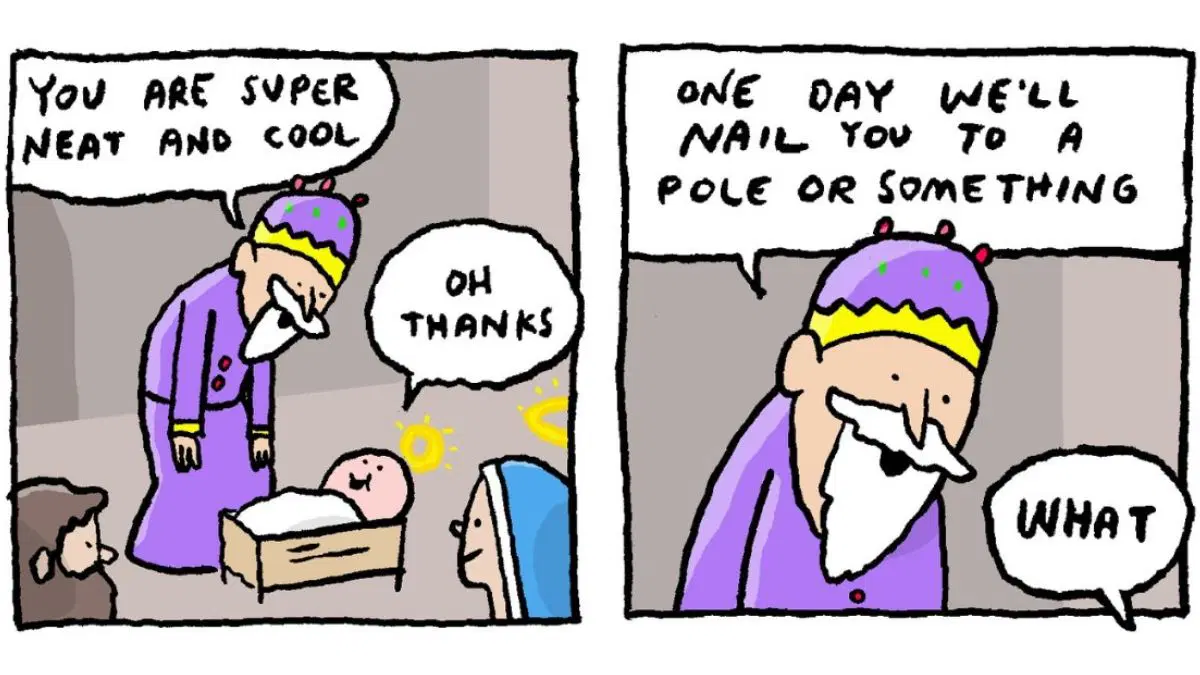 YOU ARE SUPER
NEAT AND COOL
OH
THANKS
ONE DAY WE'LL
NAIL YOU TO A
POLE OR SOMETHING
WHAT